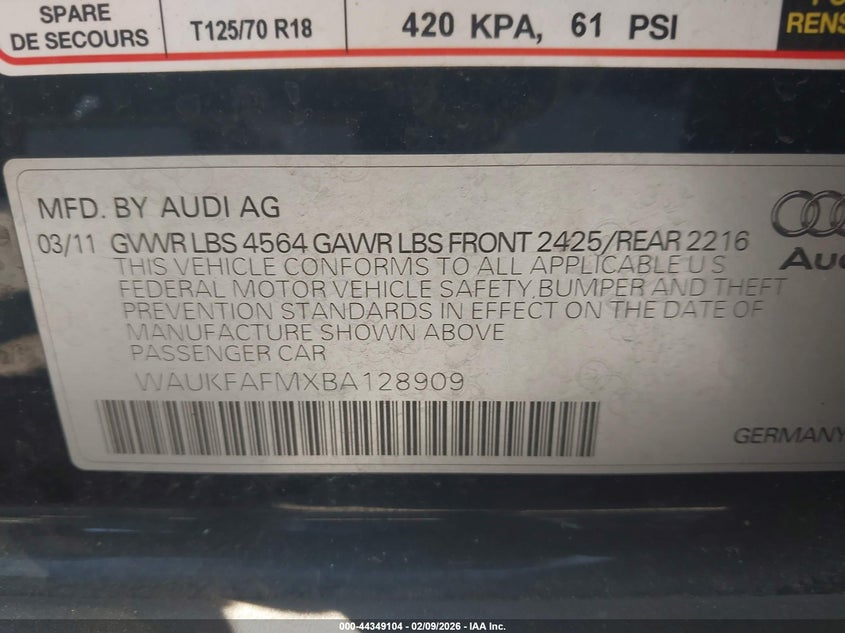 SPARE
DE SECOURS
T125/70 R18
420 KPA, 61 PSI
RENS
MFD. BY AUDI AG
03/11 GVWR LBS 4564 GAWR LBS FRONT 2425/REAR 2216
THIS VEHICLE CONFORMS TO ALL APPLICABLE U S
FEDERAL MOTOR VEHICLE SAFETY, BUMPER AND THEFT
PREVENTION STANDARDS IN EFFECT ON THE DATE OF
MANUFACTURE SHOWN ABOVE
PASSENGER CAR
WAUKFAFMXBA128909
Aud
GERMANY
000-44349104 - 02/09/2026 - IAA Inc.